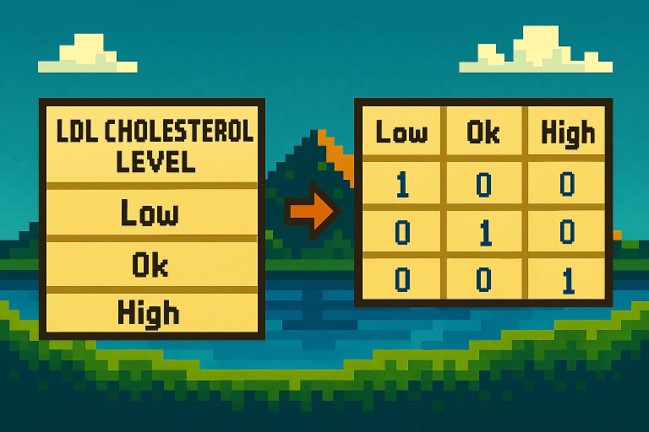 LDL CHOLESTEROL
LEVEL
Low
Ok
High
Low Ok High
1 0 0
0 1 0
0 0 1